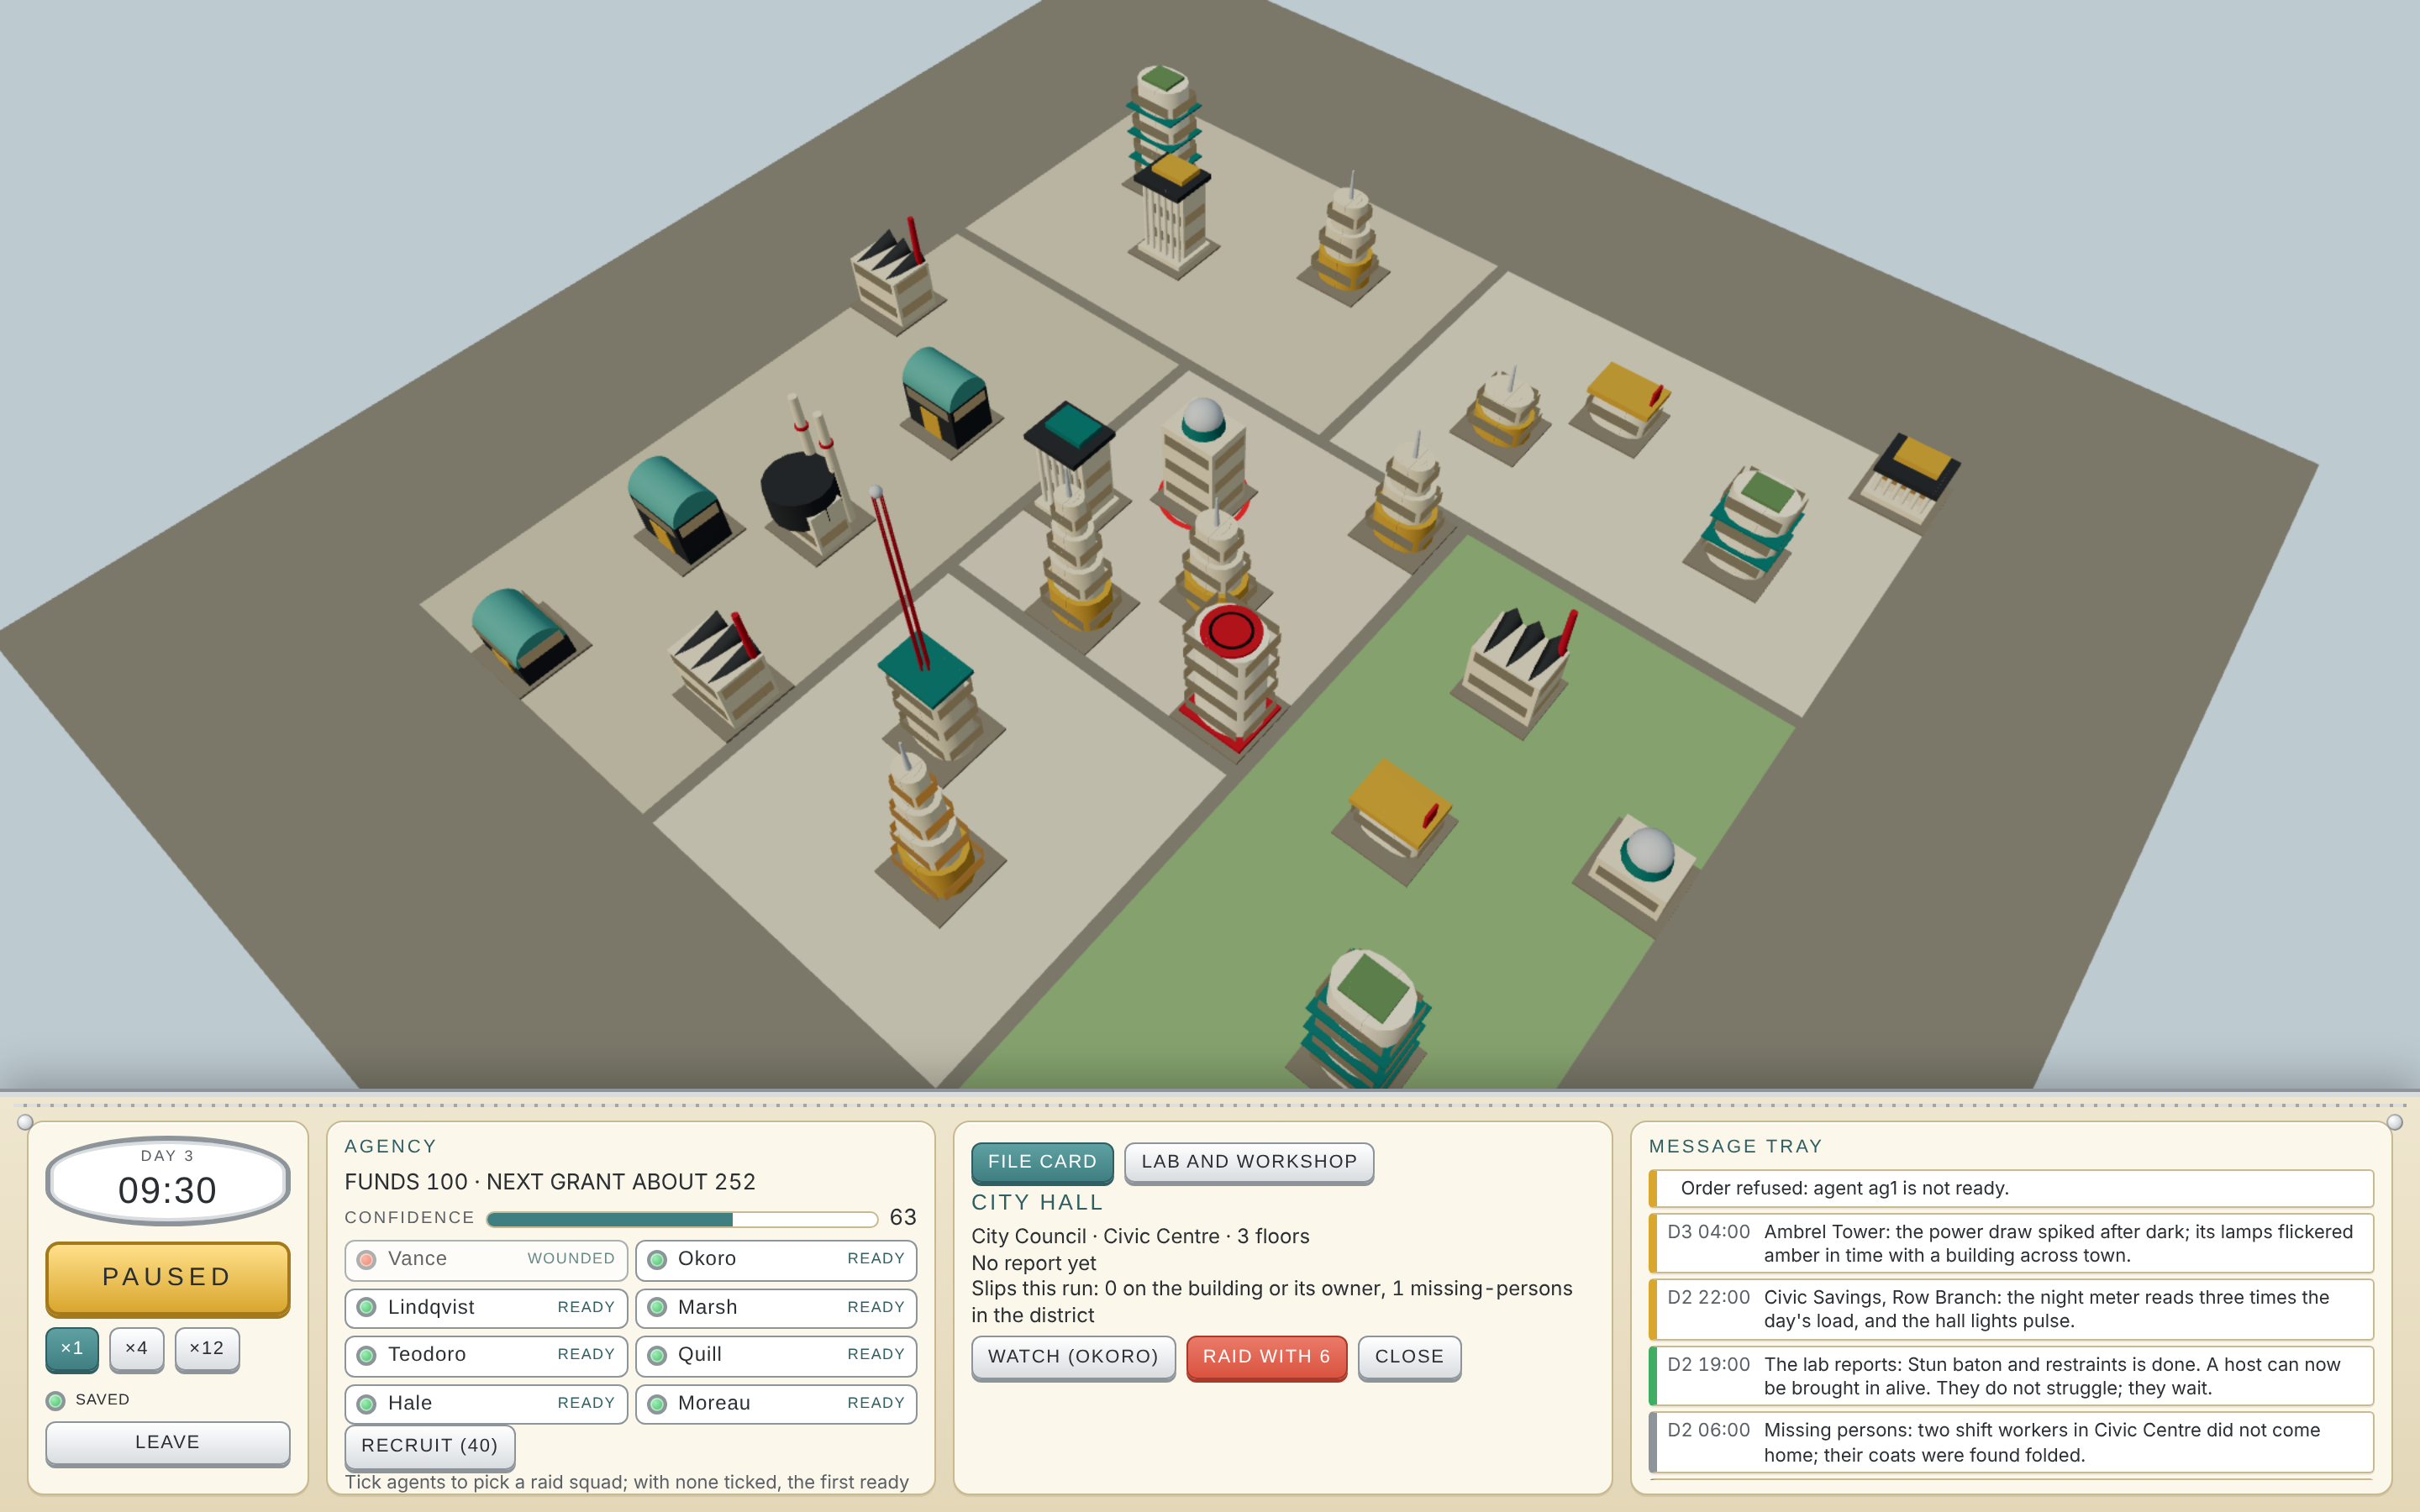 DAY 3
09:30
PAUSED
×1
×4
×12
SAVED
LEAVE
AGENCY
FUNDS 100 · NEXT GRANT ABOUT 252
CONFIDENCE 63
Vance WOUNDED
Okoro READY
Lindqvist READY
Marsh READY
Teodoro READY
Quill READY
Hale READY
Moreau READY
RECRUIT (40)
Tick agents to pick a raid squad; with none ticked, the first ready
FILE CARD
LAB AND WORKSHOP
CITY HALL
City Council · Civic Centre · 3 floors
No report yet
Slips this run: 0 on the building or its owner, 1 missing-persons
in the district
WATCH (OKORO)
RAID WITH 6
CLOSE
MESSAGE TRAY
Order refused: agent ag1 is not ready.
D3 04:00 Ambrel Tower: the power draw spiked after dark; its lamps flickered
amber in time with a building across town.
D2 22:00 Civic Savings, Row Branch: the night meter reads three times the
day's load, and the hall lights pulse.
D2 19:00 The lab reports: Stun baton and restraints is done. A host can now
be brought in alive. They do not struggle; they wait.
D2 06:00 Missing persons: two shift workers in Civic Centre did not come
home; their coats were found folded.